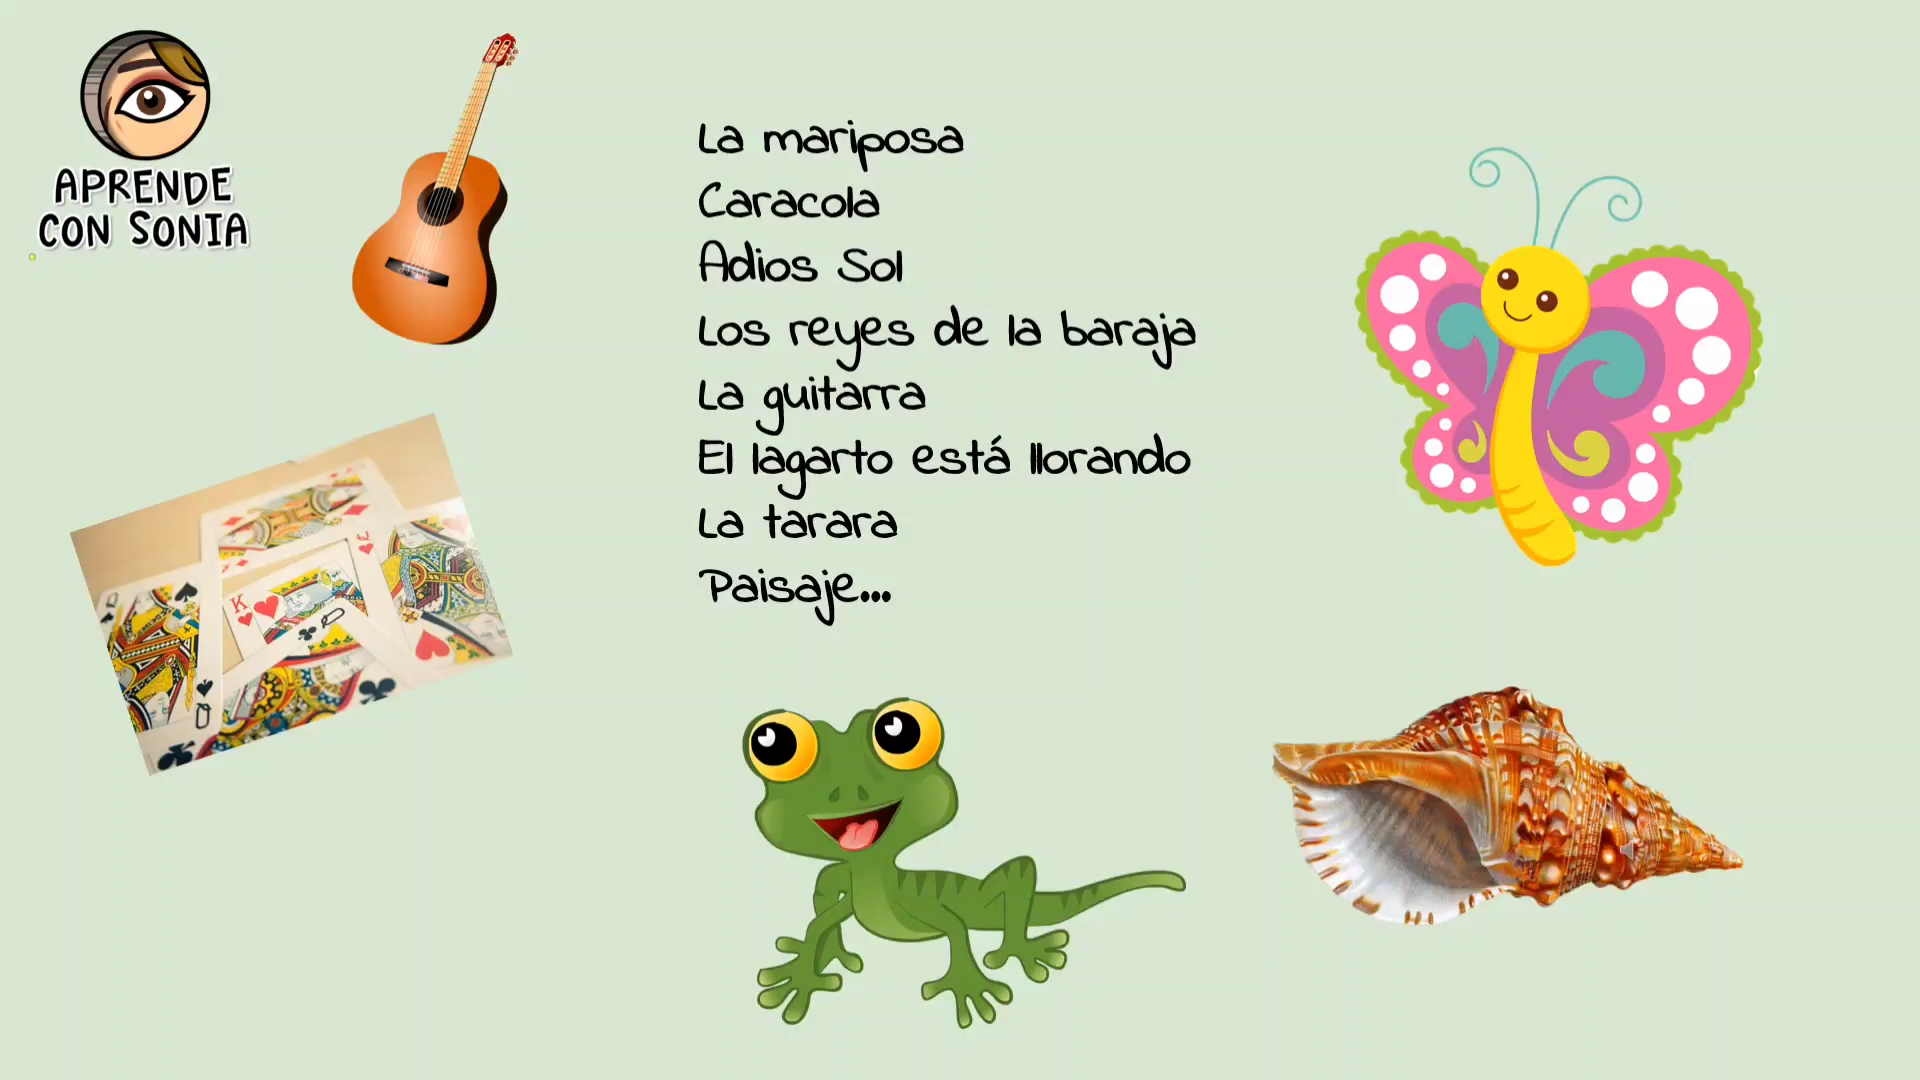 APRENDE
CON SONIA
La mariposa
Caracola
Adios Sol
Los reyes de la baraja
La guitarra
El lagarto está llorando
La tarara
Paisaje...
K
Q
Q
Q